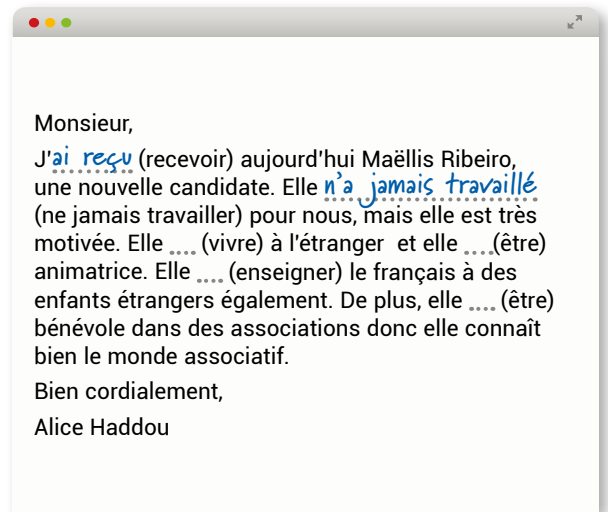 Monsieur,
J'ai reçu (recevoir) aujourd'hui Maëllis Ribeiro,
une nouvelle candidate. Elle n'a jamais travaillé
(ne jamais travailler) pour nous, mais elle est très
motivée. Elle .... (vivre) à l'étranger et elle ....(être)
animatrice. Elle .... (enseigner) le français à des
enfants étrangers également. De plus, elle .... (être)
bénévole dans des associations donc elle connaît
bien le monde associatif.
Bien cordialement,
Alice Haddou